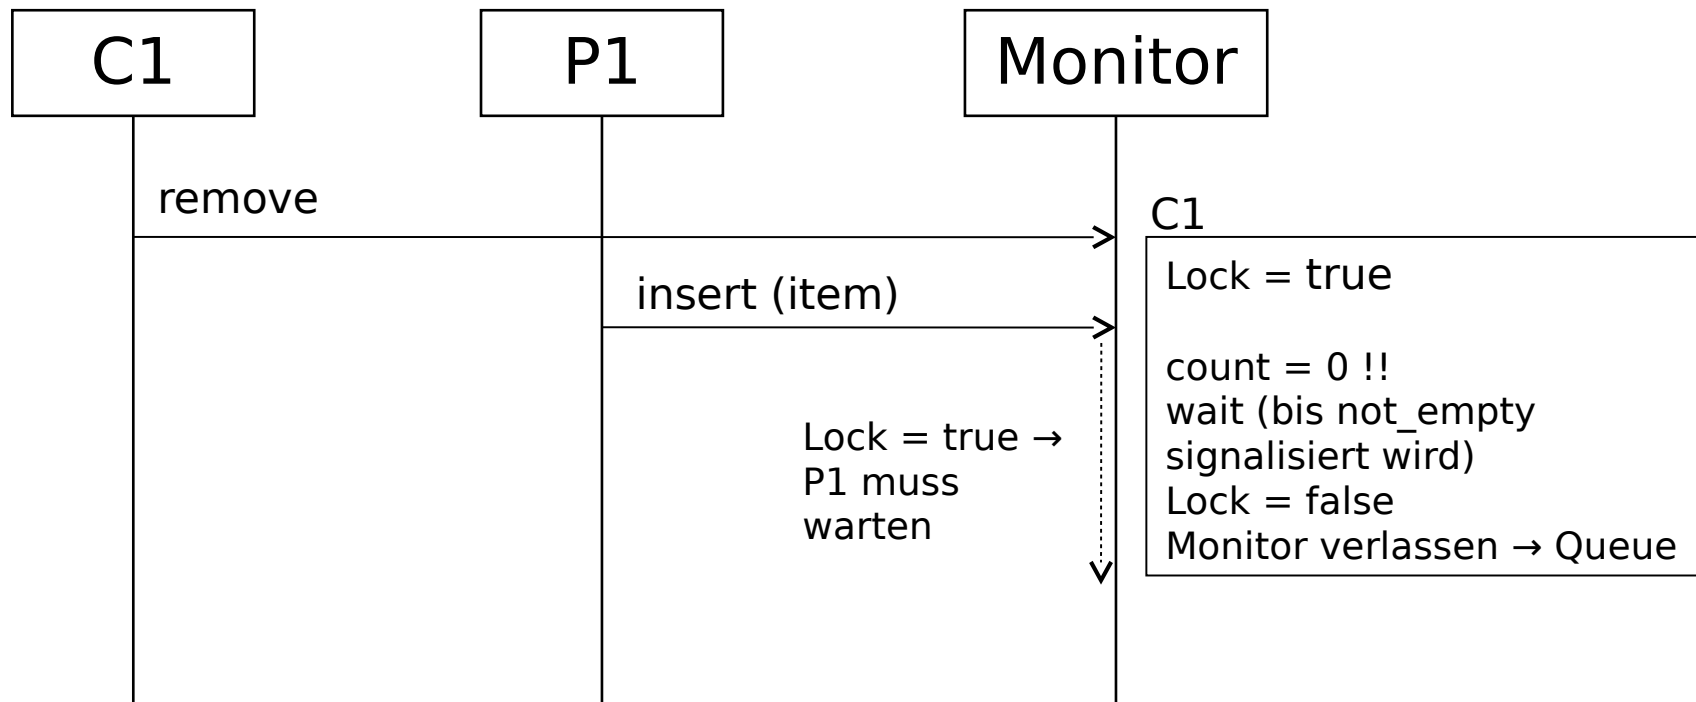 C1
P1
Monitor
remove
C1
Lock = true
insert (item)
count = 0 !!
wait (bis not_empty
signalisiert wird)
Lock = false
Monitor verlassen → Queue
Lock = true →
P1 muss
warten